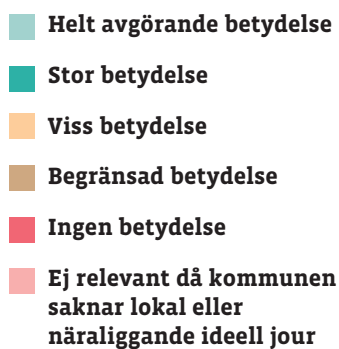 Helt avgörande betydelse
Stor betydelse
Viss betydelse
Begränsad betydelse
Ingen betydelse
Ej relevant då kommunen
saknar lokal eller
näraliggande ideell jour